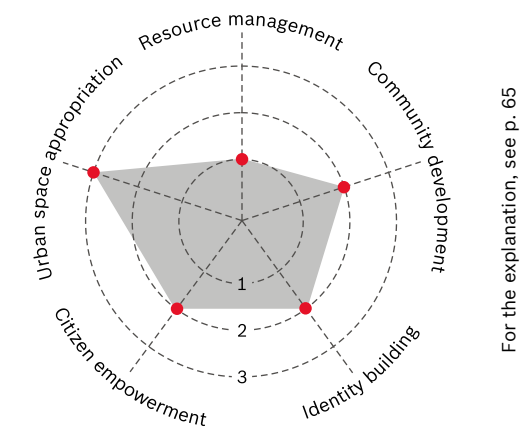 Resource management
Community development
Identity building
Citizen empowerment
Urban space appropriation
1
2
3
For the explanation, see p. 65